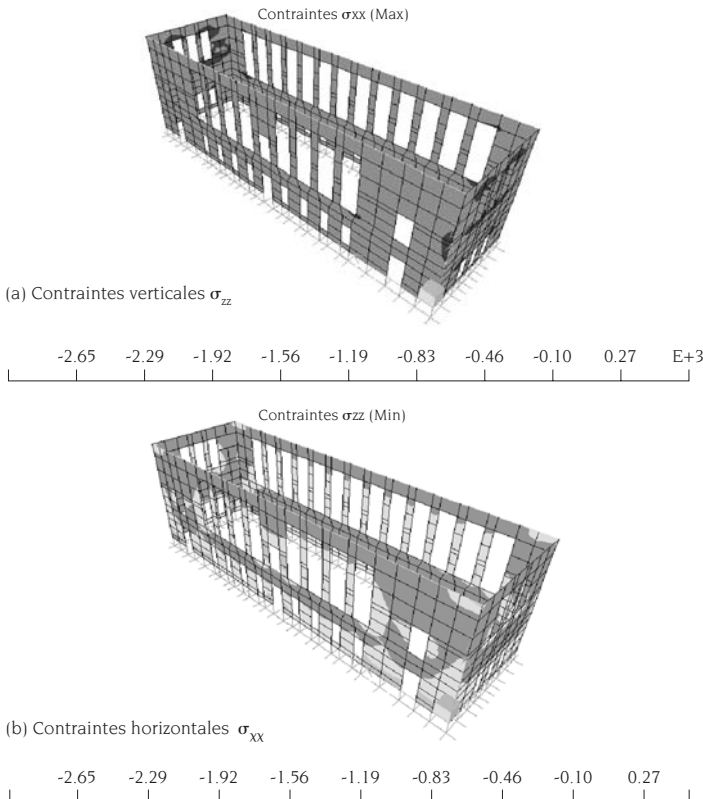 Contraintes σxx (Max)
(a) Contraintes verticales σzz
-2.65 -2.29 -1.92 -1.56 -1.19 -0.83 -0.46 -0.10 0.27 E+3
Contraintes σzz (Min)
(b) Contraintes horizontales σχχ
-2.65 -2.29 -1.92 -1.56 -1.19 -0.83 -0.46 -0.10 0.27